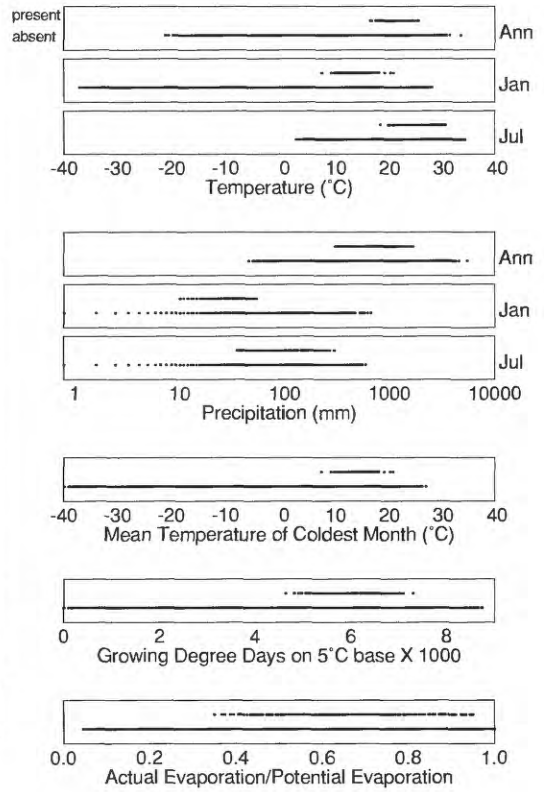 present
absent
Ann
Jan
Jul
-40 -30 -20 -10 0 10 20 30 40
Temperature (˚C)
Ann
Jan
Jul
1 10 100 1000 10000
Precipitation (mm)
-40 -30 -20 -10 0 10 20 30 40
Mean Temperature of Coldest Month (˚C)
0 2 4 6 8
Growing Degree Days on 5˚C base X 1000
0.0 0.2 0.4 0.6 0.8 1.0
Actual Evaporation/Potential Evaporation